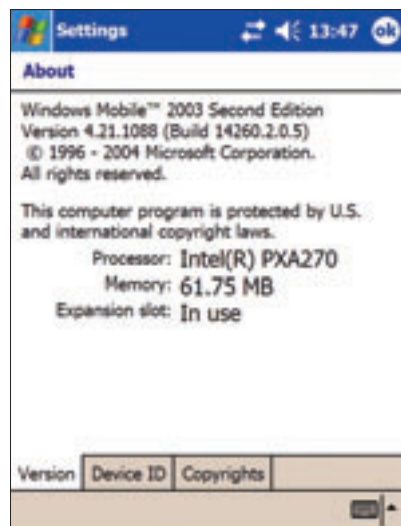 Settings 13:47 ok
About
Windows Mobile™ 2003 Second Edition
Version 4.21.1088 (Build 14260.2.0.5)
© 1996 - 2004 Microsoft Corporation.
All rights reserved.
This computer program is protected by U.S.
and international copyright laws.
Processor: Intel(R) PXA270
Memory: 61.75 MB
Expansion slot: In use
Version Device ID Copyrights